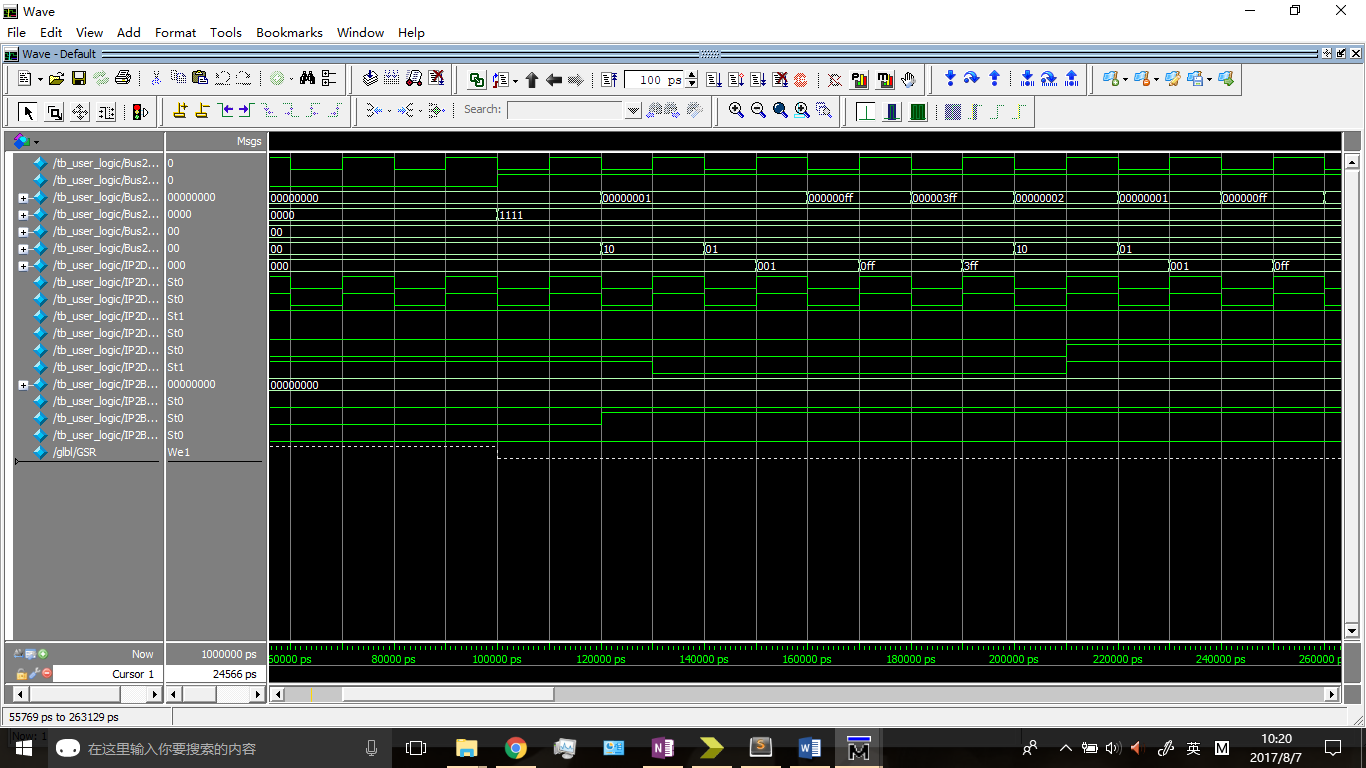 Wave
File Edit View Add Format Tools Bookmarks Window Help
Wave - Default
100 ps
Search:
Msgs
/tb_user_logic/Bus2... 0
/tb_user_logic/Bus2... 0
/tb_user_logic/Bus2... 00000000 00000000 00000001 000000ff 000003ff 00000002 00000001 000000ff
/tb_user_logic/Bus2... 0000 0000 1111
/tb_user_logic/Bus2... 00 00
/tb_user_logic/Bus2... 00 00 10 01 10 01
/tb_user_logic/IP2D... 000 000 001 0ff 3ff 001 0ff
/tb_user_logic/IP2D... St0
/tb_user_logic/IP2D... St0
/tb_user_logic/IP2D... St1
/tb_user_logic/IP2D... St0
/tb_user_logic/IP2D... St0
/tb_user_logic/IP2D... St1
/tb_user_logic/IP2B... 00000000 00000000
/tb_user_logic/IP2B... St0
/tb_user_logic/IP2B... St0
/tb_user_logic/IP2B... St0
/glbl/GSR We1
Now 1000000 ps 60000 ps 80000 ps 100000 ps 120000 ps 140000 ps 160000 ps 180000 ps 200000 ps 220000 ps 240000 ps 260000 p
Cursor 1 24566 ps
55769 ps to 263129 ps
在这里输入你要搜索的内容
英 M
10:20
2017/8/7